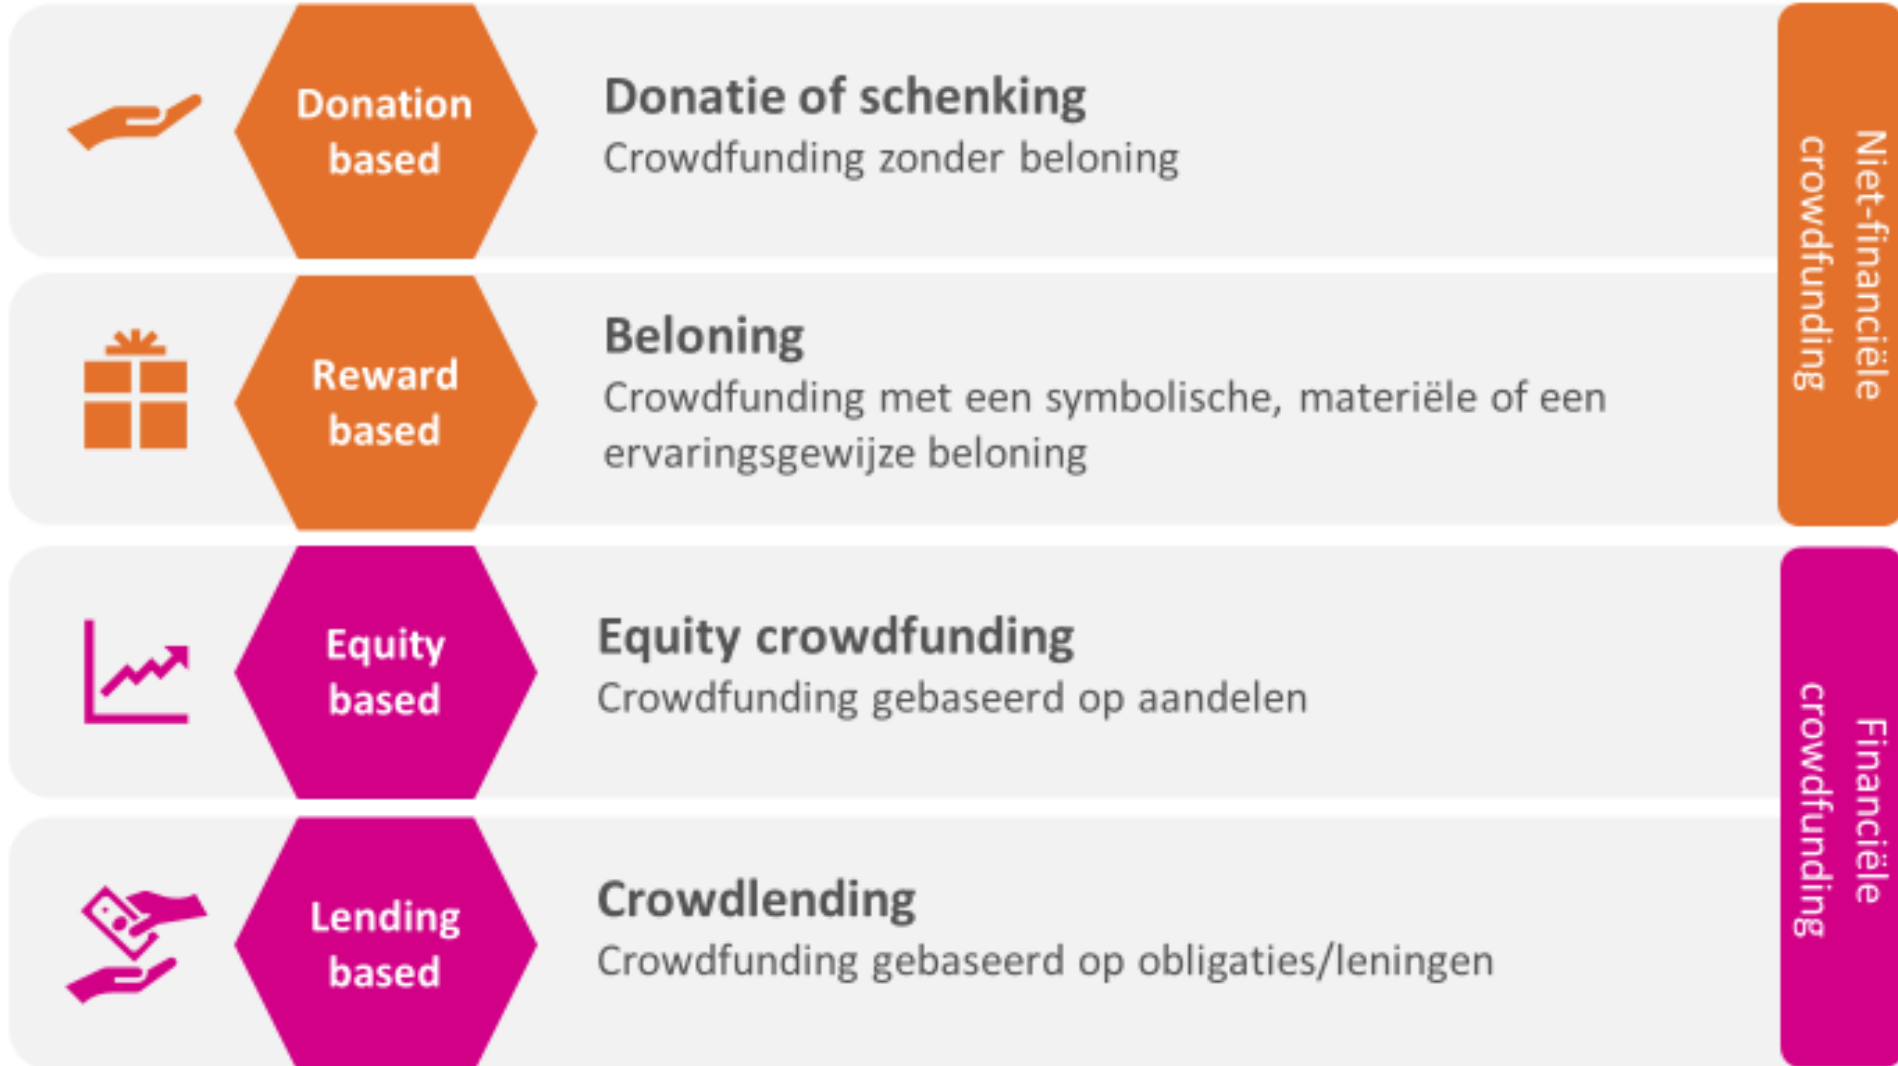 Donation
based
Donatie of schenking
Crowdfunding zonder beloning
Reward
based
Beloning
Crowdfunding met een symbolische, materiële of een
ervaringsgewijze beloning
Niet-financiële
crowdfunding
Equity
based
Equity crowdfunding
Crowdfunding gebaseerd op aandelen
Lending
based
Crowdlending
Crowdfunding gebaseerd op obligaties/leningen
Financiële
crowdfunding